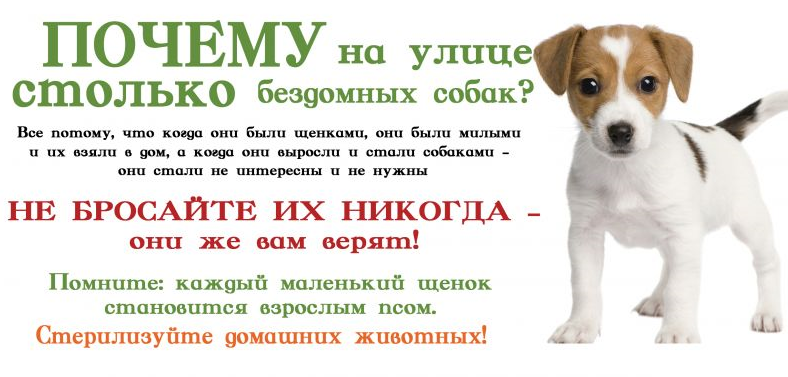 ПОЧЕМУ на улице
столько бездомных собак?
Все потому, что когда они были щенками, они были милыми
и их взяли в дом, а когда они выросли и стали собаками –
они стали не интересны и не нужны
НЕ БРОСАЙТЕ ИХ НИКОГДА –
они же вам верят!
Помните: каждый маленький щенок
становится взрослым псом.
Стерилизуйте домашних животных!